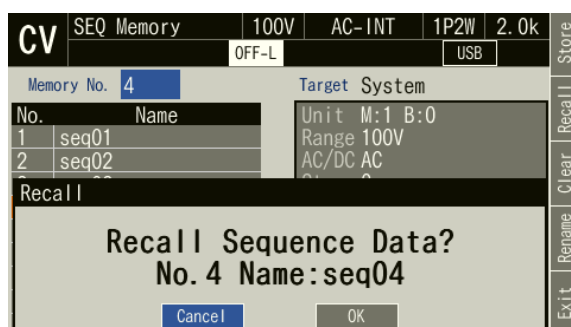 CV SEQ Memory 100V AC-INT 1P2W 2.0k
OFF-L USB
Memory No. 4 Target System
No. Name Unit M:1 B:0
1 seq01 Range 100V
2 seq02 AC/DC AC
Recall
Recall Sequence Data?
No.4 Name:seq04
Cancel OK
Store
Recall
Clear
Rename
Exit